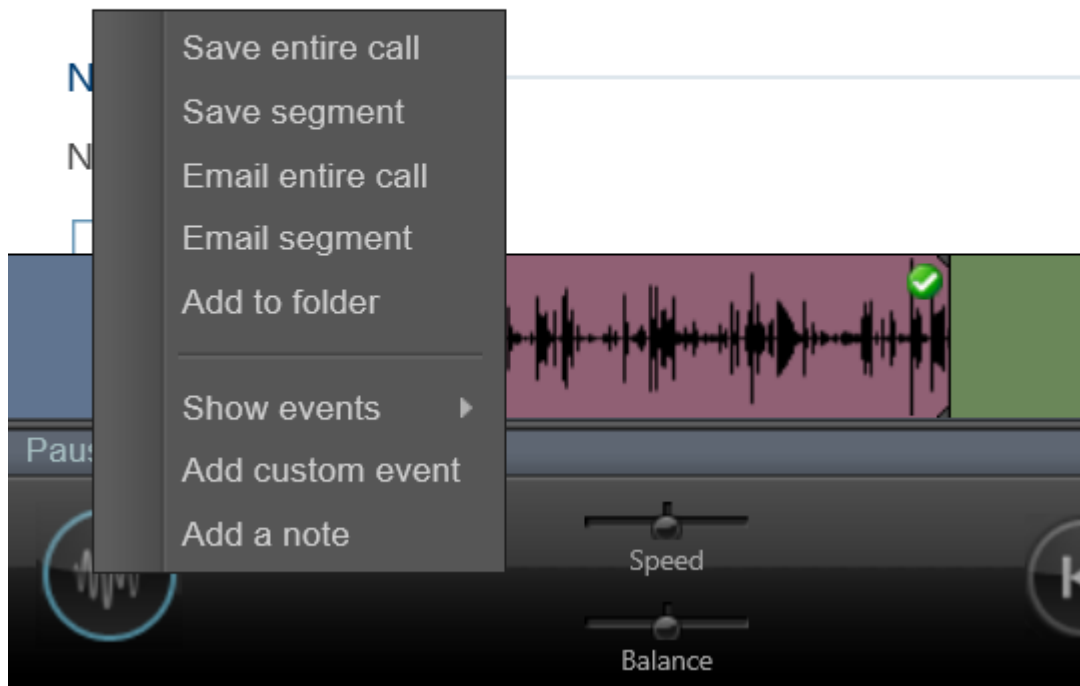 Save entire call
Save segment
Email entire call
Email segment
Add to folder
Show events
Add custom event
Add a note
Speed
Balance